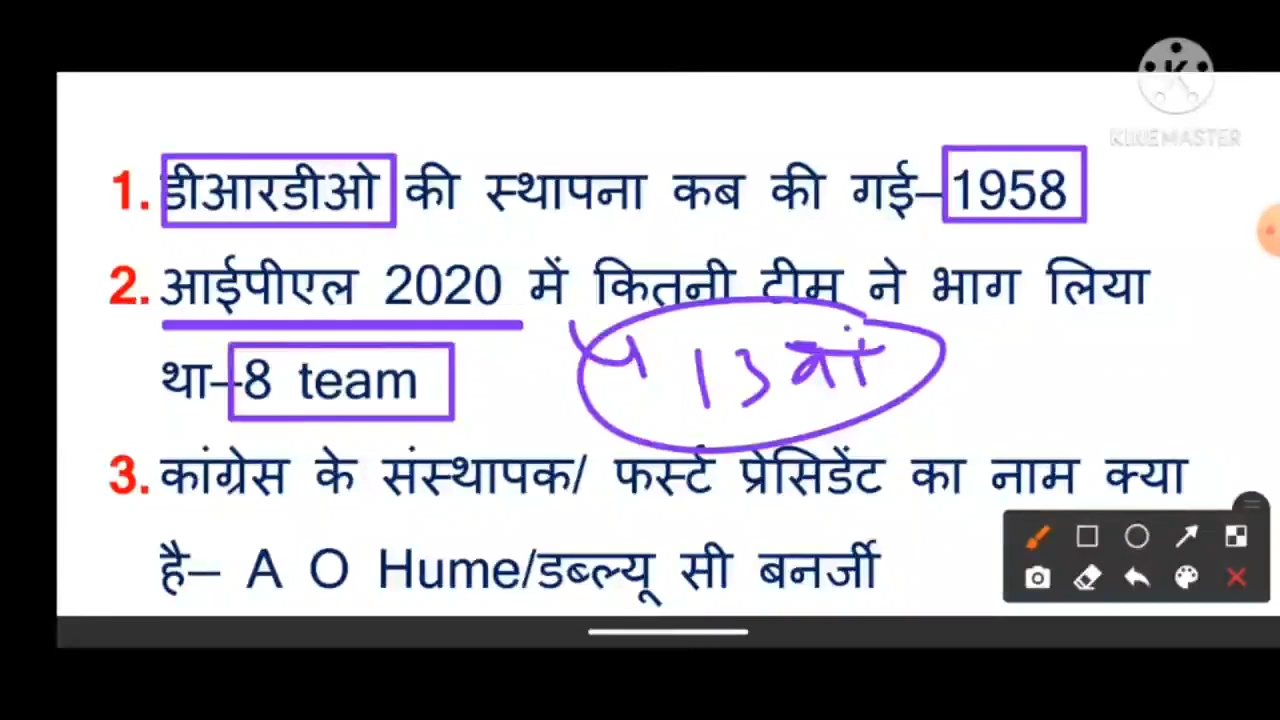 KINEMASTER
1. डीआरडीओ की स्थापना कब की गई–1958
2. आईपीएल 2020 में कितनी टीम ने भाग लिया
था–8 team
13 वां
3. कांग्रेस के संस्थापक/ फर्स्ट प्रेसिडेंट का नाम क्या
है– A O Hume/डब्ल्यू सी बनर्जी